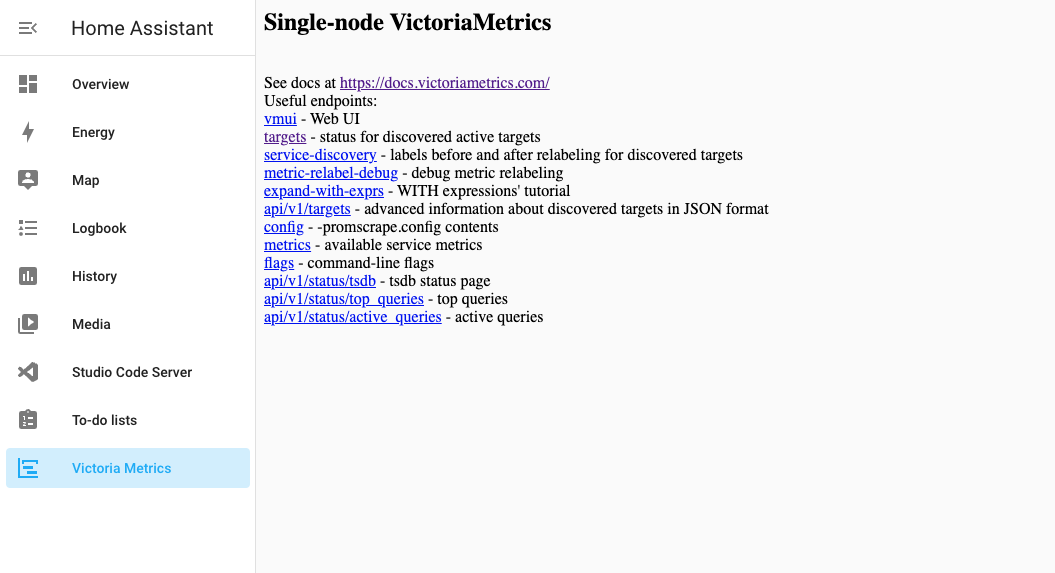 Home Assistant
Overview
Energy
Map
Logbook
History
Media
Studio Code Server
To-do lists
Victoria Metrics
Single-node VictoriaMetrics
See docs at https://docs.victoriametrics.com/
Useful endpoints:
vmui - Web UI
targets - status for discovered active targets
service-discovery - labels before and after relabeling for discovered targets
metric-relabel-debug - debug metric relabeling
expand-with-exprs - WITH expressions' tutorial
api/v1/targets - advanced information about discovered targets in JSON format
config - -promscrape.config contents
metrics - available service metrics
flags - command-line flags
api/v1/status/tsdb - tsdb status page
api/v1/status/top_queries - top queries
api/v1/status/active_queries - active queries